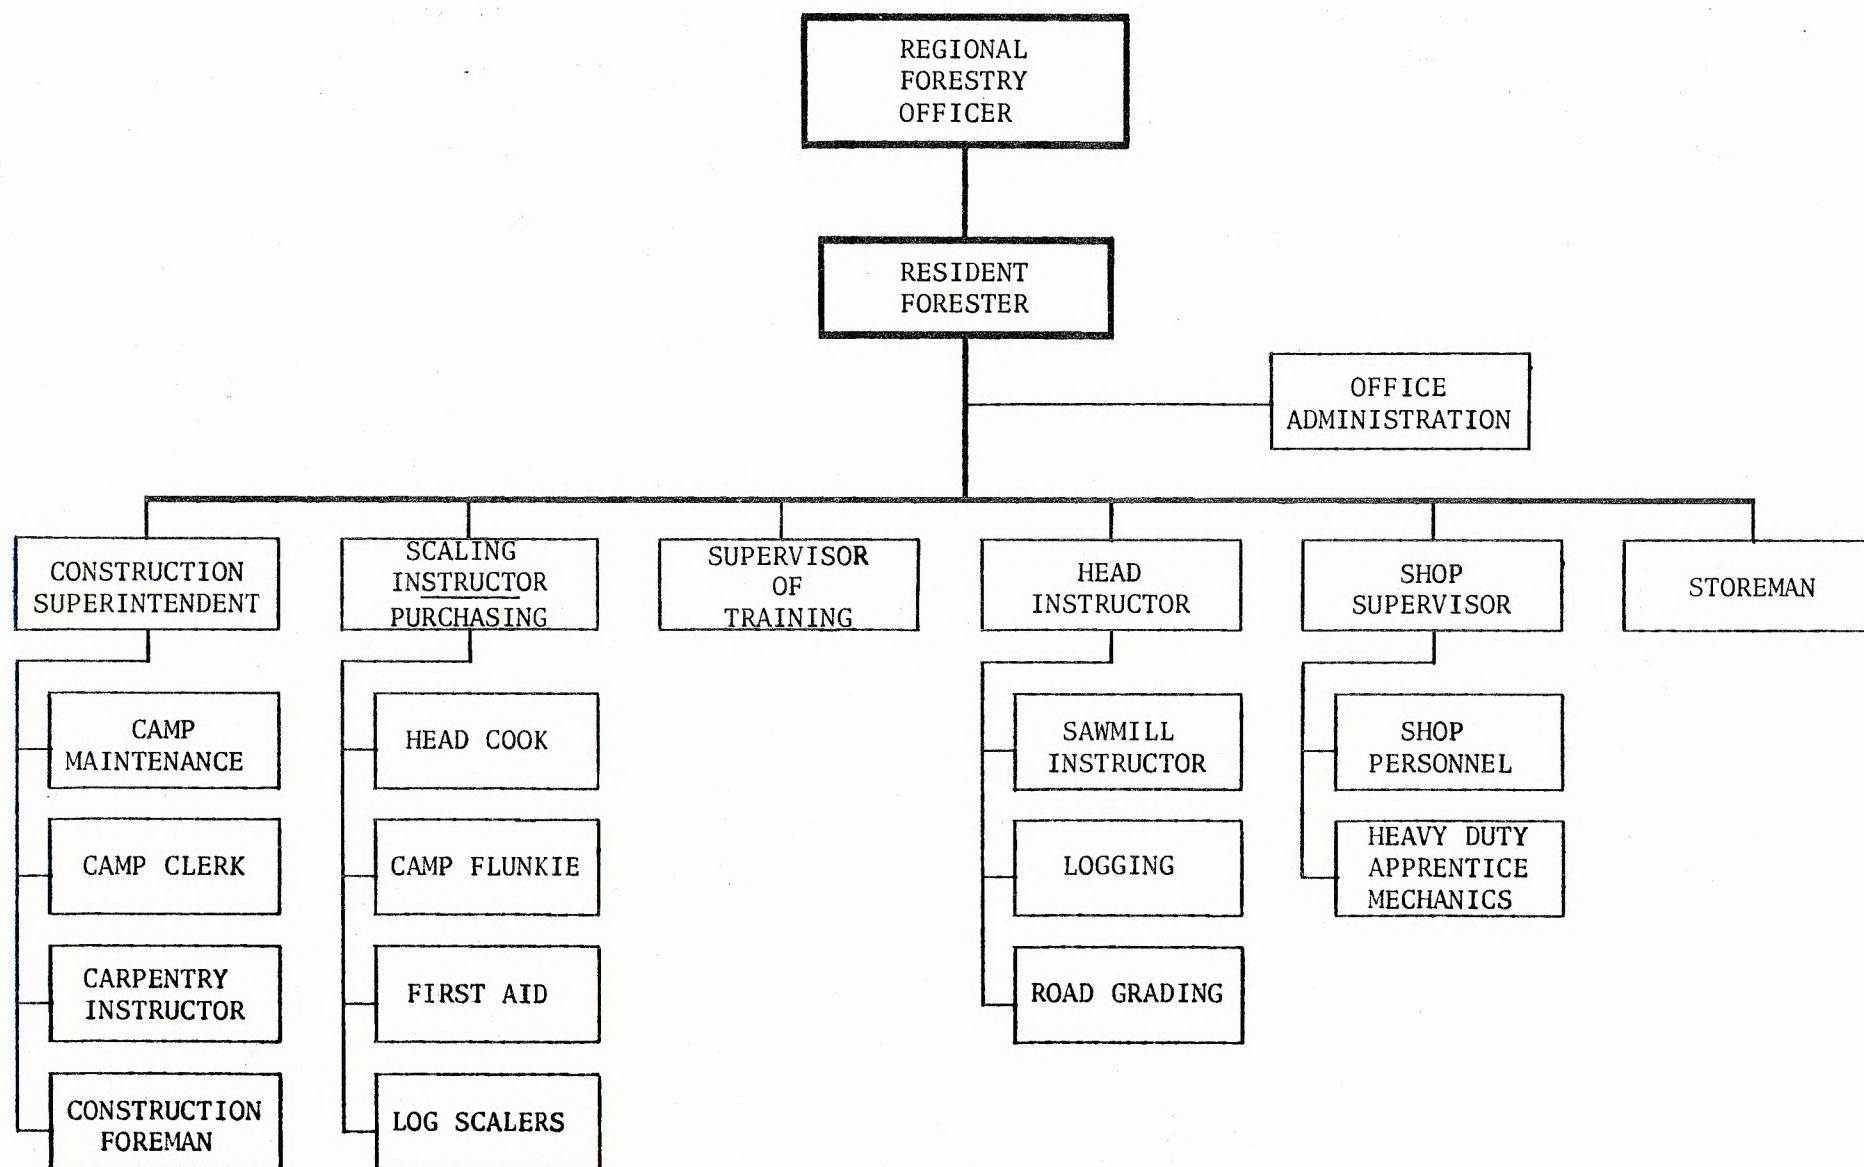 REGIONAL
FORESTRY
OFFICER
RESIDENT
FORESTER
OFFICE
ADMINISTRATION
CONSTRUCTION
SUPERINTENDENT
SCALING
INSTRUCTOR
PURCHASING
SUPERVISOR
OF
TRAINING
HEAD
INSTRUCTOR
SHOP
SUPERVISOR
STOREMAN
CAMP
MAINTENANCE
CAMP CLERK
CARPENTRY
INSTRUCTOR
CONSTRUCTION
FOREMAN
HEAD COOK
CAMP FLUNKIE
FIRST AID
LOG SCALERS
SAWMILL
INSTRUCTOR
LOGGING
ROAD GRADING
SHOP
PERSONNEL
HEAVY DUTY
APPRENTICE
MECHANICS